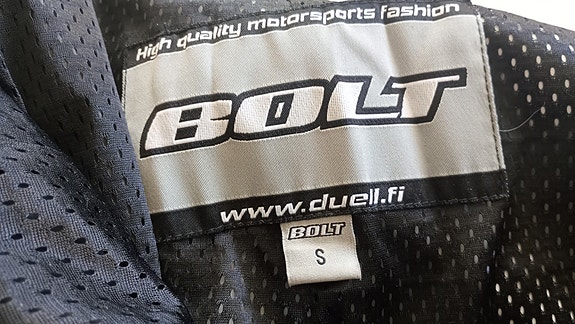 High quality motorsports fashion
BOLT
www.duell.fi
BOLT
S